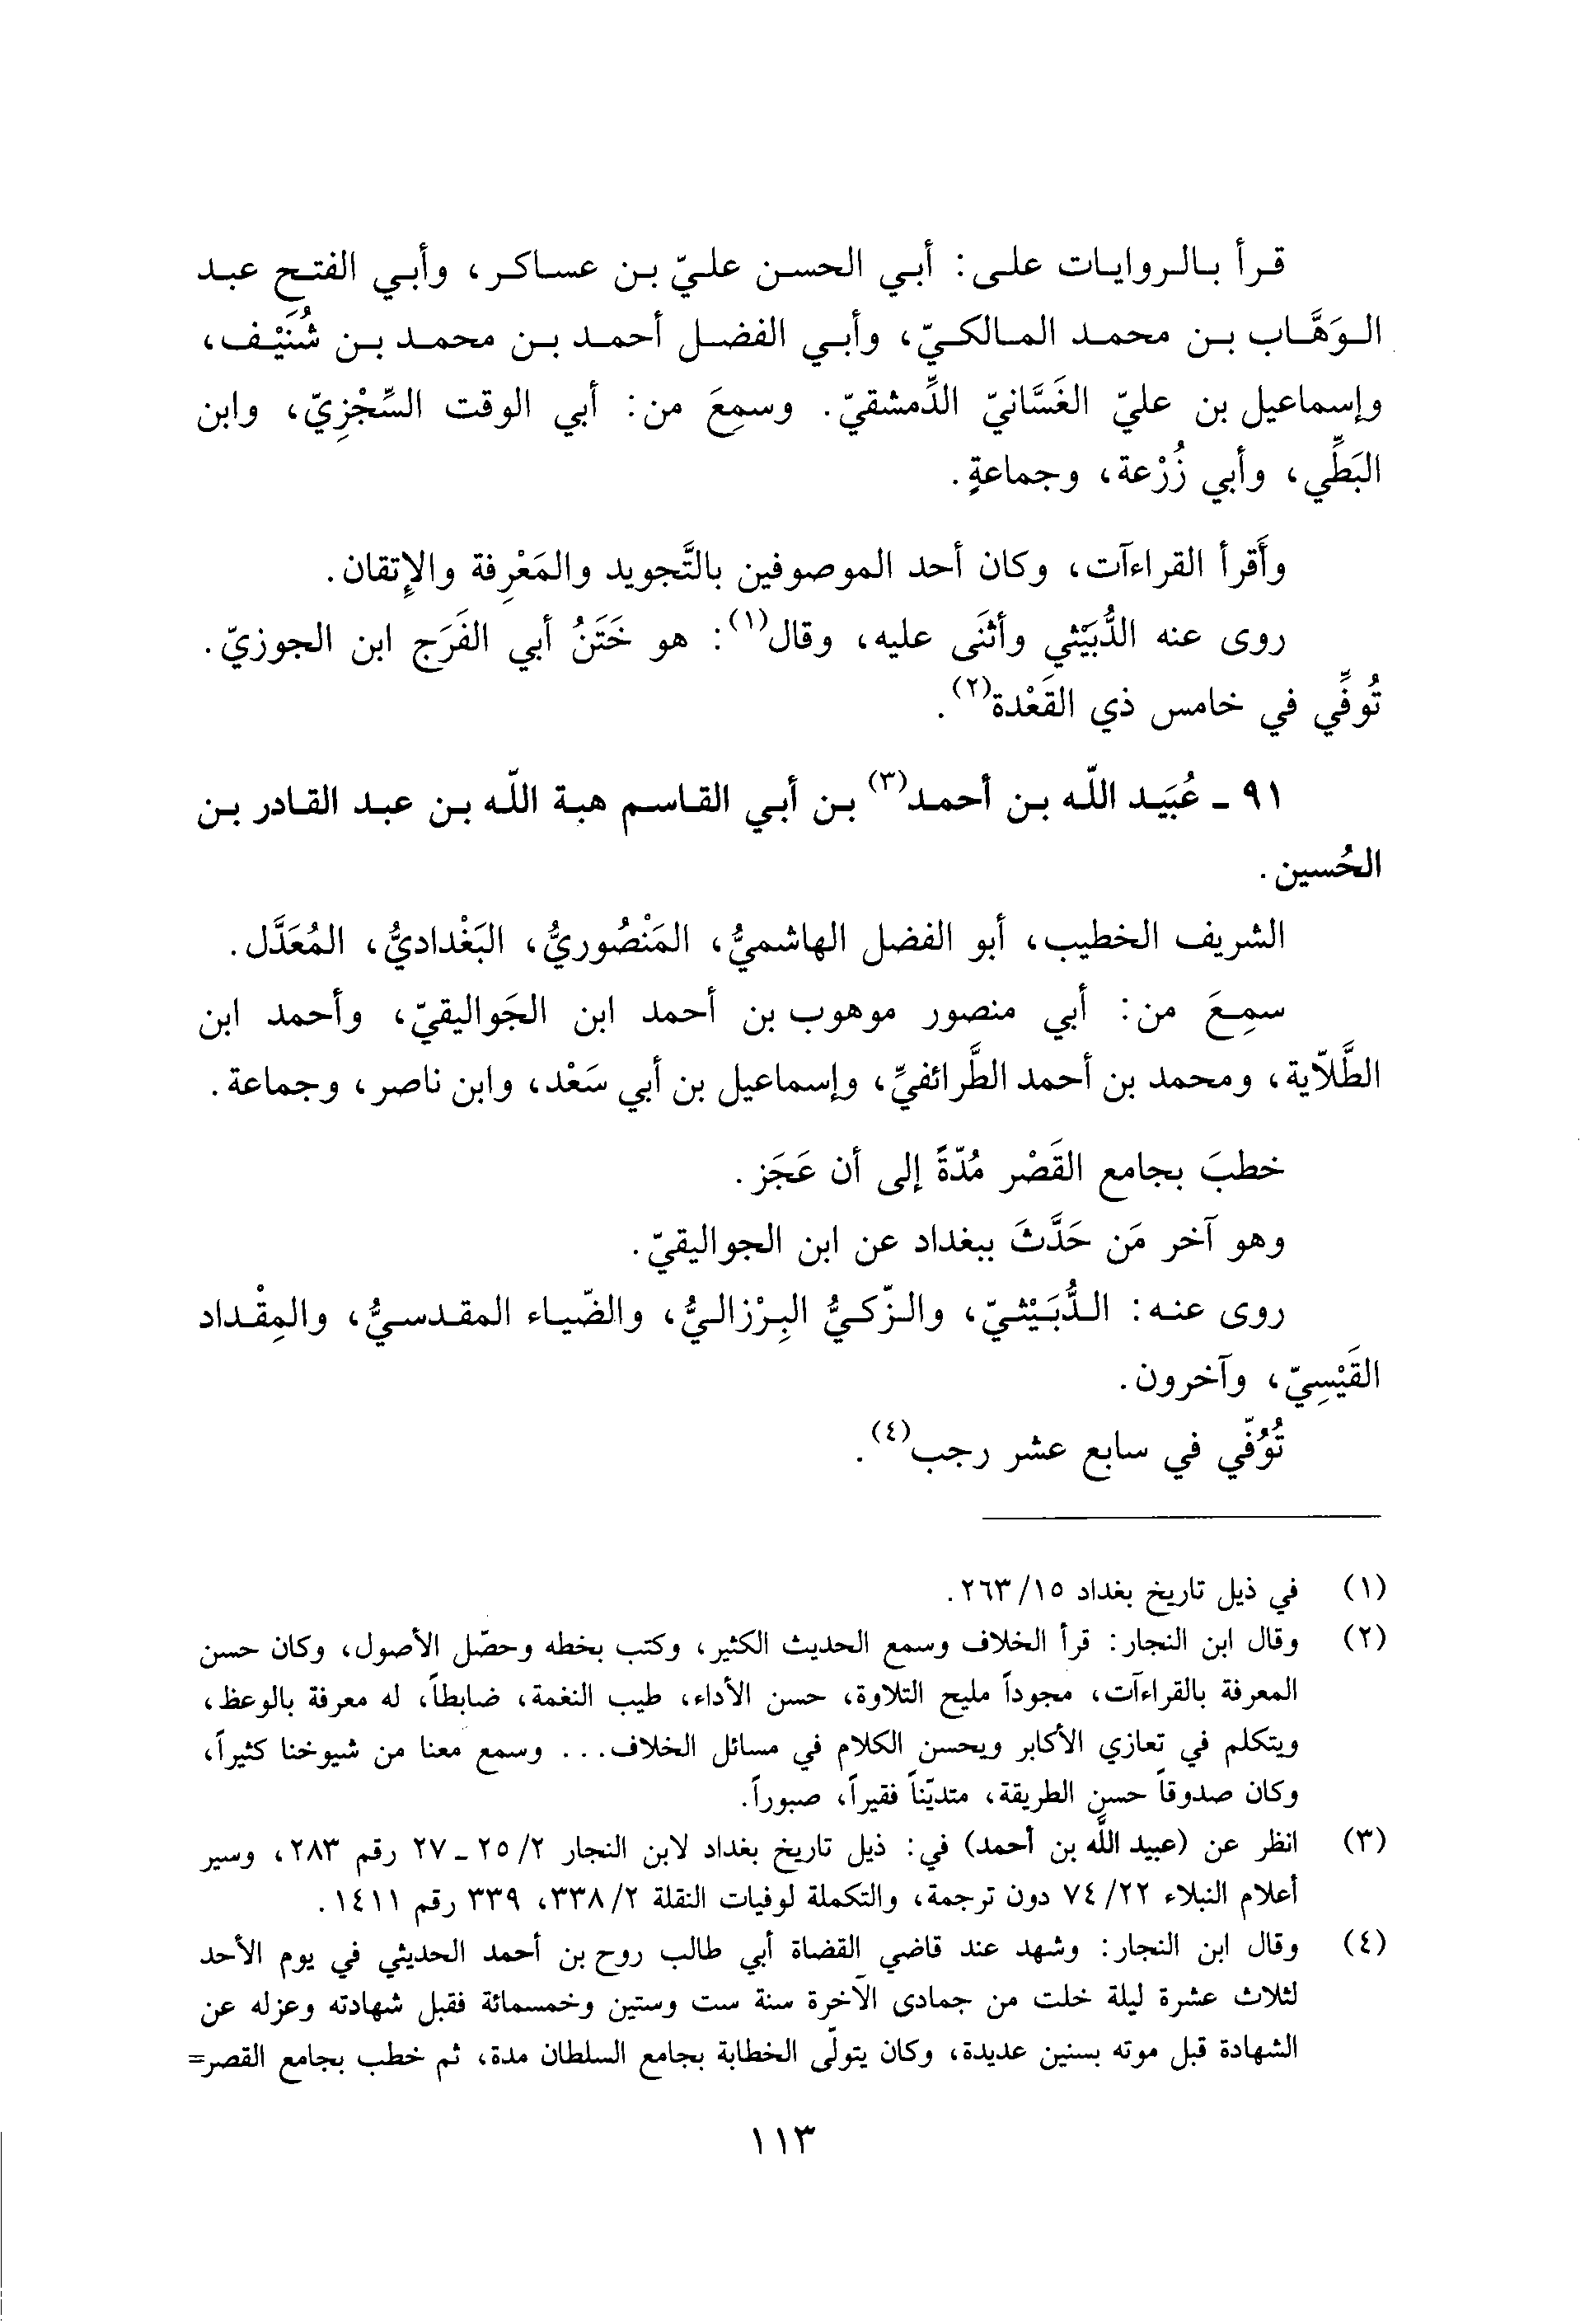 قرأ بالروايات على: أبي الحسن عليّ بن عساكر، وأبي الفتح عبد
الوَهَّاب بن محمد المالكيّ، وأبي الفضل أحمد بن محمد بن شُنَيْف،
وإسماعيل بن عليّ الغَسَّانيّ الدِّمشقيّ. وسمِعَ من: أبي الوقت السِّجْزِيّ، وابن
البَطِّي، وأبي زُرْعة، وجماعةٍ.
وأَقرأ القراءآت، وكان أحد الموصوفين بالتَّجويد والمَعْرِفة والإِتقان.
روى عنه الدُّبَيْثي وأثنَى عليه، وقال(١): هو خَتَنُ أبي الفَرَج ابن الجوزيّ.
تُوفِّي في خامس ذي القَعْدة(٢).
٩١ ـ عُبَيد اللّه بن أحمد(٣) بن أبي القاسم هبة اللّه بن عبد القادر بن
الحُسين.
الشريف الخطيب، أبو الفضل الهاشميُّ، المَنْصُوريُّ، البَغْداديُّ، المُعَدَّل.
سمِعَ من: أبي منصور موهوب بن أحمد ابن الجَواليقيّ، وأحمد ابن
الطَّلّاية، ومحمد بن أحمد الطَّرائفيِّ، وإسماعيل بن أبي سَعْد، وابن ناصر، وجماعة.
خطبَ بجامع القَصْر مُدّةً إلى أن عَجَز.
وهو آخر مَن حَدَّثَ ببغداد عن ابن الجواليقيّ.
روى عنه: الدُّبَيْثيّ، والزّكيُّ البِرْزاليُّ، والضّياء المقدسيُّ، والمِقْداد
القَيْسِيّ، وآخرون.
تُوُفّي في سابع عشر رجب(٤).
(١) في ذيل تاريخ بغداد ١٥/ ٢٦٣.
(٢) وقال ابن النجار: قرأ الخلاف وسمع الحديث الكثير، وكتب بخطه وحصّل الأصول، وكان حسن
المعرفة بالقراءآت، مجوداً مليح التلاوة، حسن الأداء، طيب النغمة، ضابطاً، له معرفة بالوعظ،
ويتكلم في تعازي الأكابر ويحسن الكلام في مسائل الخلاف... وسمع معنا من شيوخنا كثيراً،
وكان صدوقاً حسن الطريقة، متديّناً فقيراً، صبوراً.
(٣) انظر عن (عبيد اللَّه بن أحمد) في: ذيل تاريخ بغداد لابن النجار ٢/ ٢٥ ـ ٢٧ رقم ٢٨٣، وسير
أعلام النبلاء ٢٢/ ٧٤ دون ترجمة، والتكملة لوفيات النقلة ٢/ ٣٣٨، ٣٣٩ رقم ١٤١١.
(٤) وقال ابن النجار: وشهد عند قاضي القضاة أبي طالب روح بن أحمد الحديثي في يوم الأحد
لثلاث عشرة ليلة خلت من جمادى الآخرة سنة ست وستين وخمسمائة فقبل شهادته وعزله عن
الشهادة قبل موته بسنين عديدة، وكان يتولّى الخطابة بجامع السلطان مدة، ثم خطب بجامع القصر=
١١٣